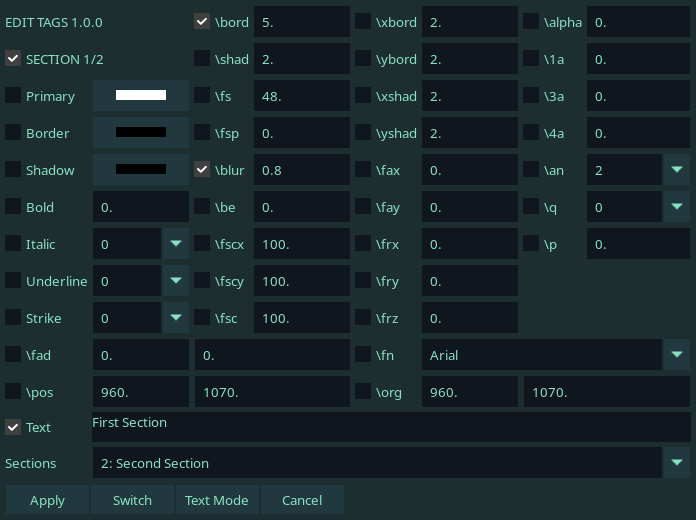 EDIT TAGS 1.0.0 \bord 5. \xbord 2. \alpha 0.
SECTION 1/2 \shad 2. \ybord 2. \1a 0.
Primary \fs 48. \xshad 2. \3a 0.
Border \fsp 0. \yshad 2. \4a 0.
Shadow \blur 0.8 \fax 0. \an 2
Bold 0. \be 0. \fay 0. \q 0
Italic 0 \fscx 100. \frx 0. \p 0.
Underline 0 \fscy 100. \fry 0.
Strike 0 \fsc 100. \frz 0.
\fad 0. 0. \fn Arial
\pos 960. 1070. \org 960. 1070.
Text First Section
Sections 2: Second Section
Apply Switch Text Mode Cancel